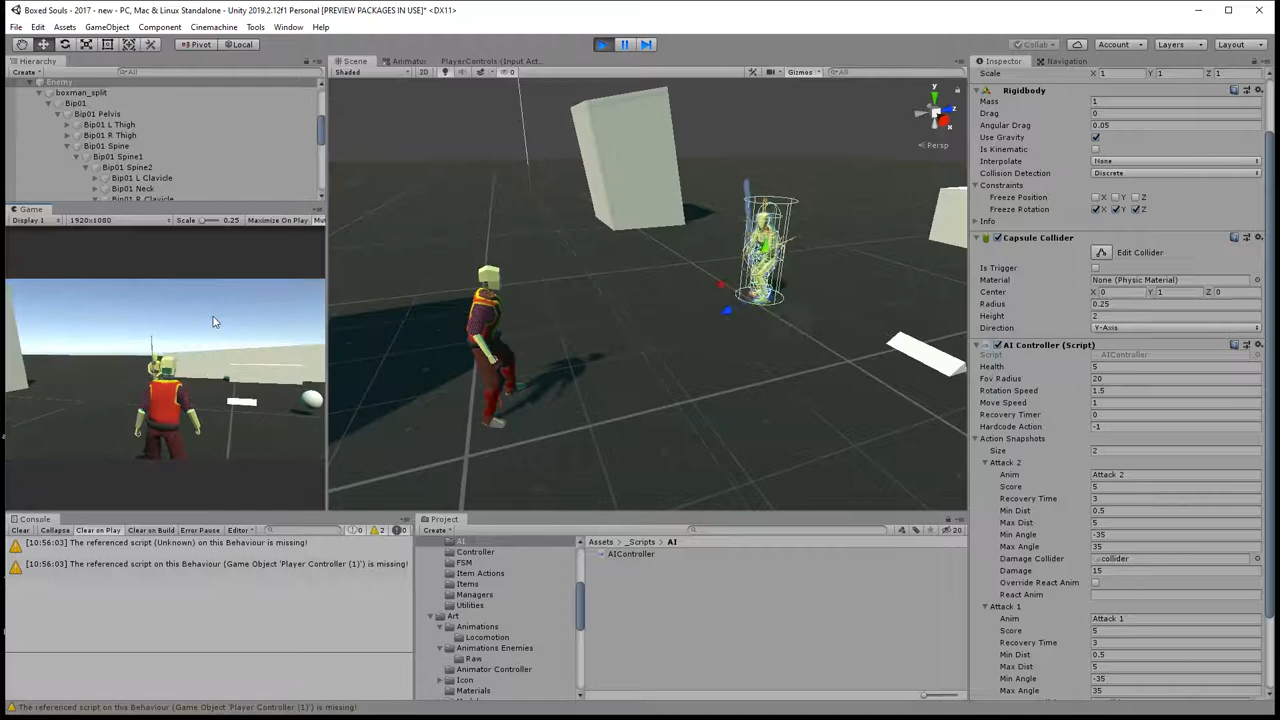 Boxed Souls - 2017 - new - PC, Mac & Linux Standalone - Unity 2019.2.12f1 Personal [PREVIEW PACKAGES IN USE]* <DX11>
File Edit Assets GameObject Component Cinemachine Tools Window Help
Pivot Local Collab Account Layers Layout
Hierarchy
Create All
Enemy
boxman_split
Bip01
Bip01 Pelvis
Bip01 L Thigh
Bip01 R Thigh
Bip01 Spine
Bip01 Spine1
Bip01 Spine2
Bip01 L Clavicle
Bip01 Neck
Bip01 R Clavicle
Game
Display 1 1920x1080 Scale 0.25 Maximize On Play Mu
Scene Animator PlayerControls (Input Act...
Shaded 2D 0 Gizmos All
y
z
x
Persp
Console
Clear Collapse Clear on Play Clear on Build Error Pause Editor 0 2 0
[10:56:03] The referenced script (Unknown) on this Behaviour is missing!
[10:56:03] The referenced script on this Behaviour (Game Object 'Player Controller (1)') is missing!
Project
Create 20
AI
Controller
FSM
Item Actions
Items
Managers
Utilities
Art
Animations
Locomotion
Animations Enemies
Raw
Animator Controller
Icon
Materials
Assets _Scripts AI
AIController
Inspector Navigation
Scale X 1 Y 1 Z 1
Rigidbody
Mass 1
Drag 0
Angular Drag 0.05
Use Gravity
Is Kinematic
Interpolate None
Collision Detection Discrete
Constraints
Freeze Position X Y Z
Freeze Rotation X Y Z
Info
Capsule Collider
Edit Collider
Is Trigger
Material None (Physic Material)
Center X 0 Y 1 Z 0
Radius 0.25
Height 2
Direction Y-Axis
AI Controller (Script)
Script AIController
Health 5
Fov Radius 20
Rotation Speed 1.5
Move Speed 1
Recovery Timer 0
Hardcode Action -1
Action Snapshots
Size 2
Attack 2
Anim Attack 2
Score 5
Recovery Time 3
Min Dist 0.5
Max Dist 5
Min Angle -35
Max Angle 35
Damage Collider collider
Damage 15
Override React Anim
React Anim
Attack 1
Anim Attack 1
Score 5
Recovery Time 3
Min Dist 0.5
Max Dist 5
Min Angle -35
Max Angle 35
The referenced script on this Behaviour (Game Object 'Player Controller (1)') is missing!